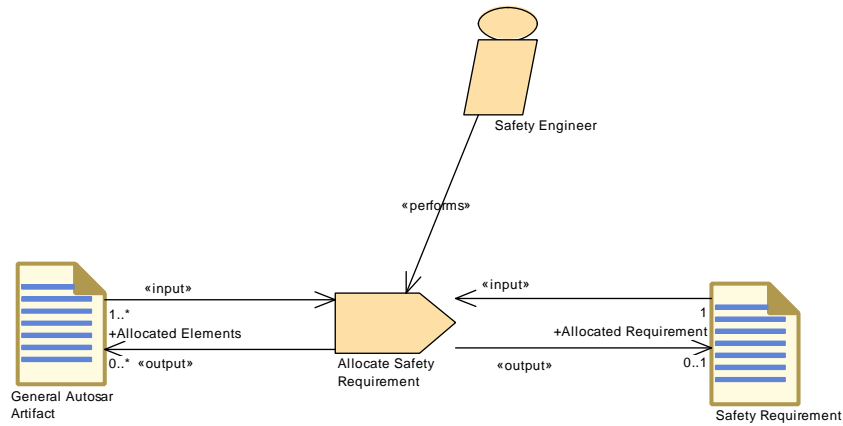 Safety Engineer
«performs»
«input»
«input»
1..*
1
+Allocated Elements
+Allocated Requirement
0..*
«output»
«output»
0..1
Allocate Safety
Requirement
General Autosar
Artifact
Safety Requirement